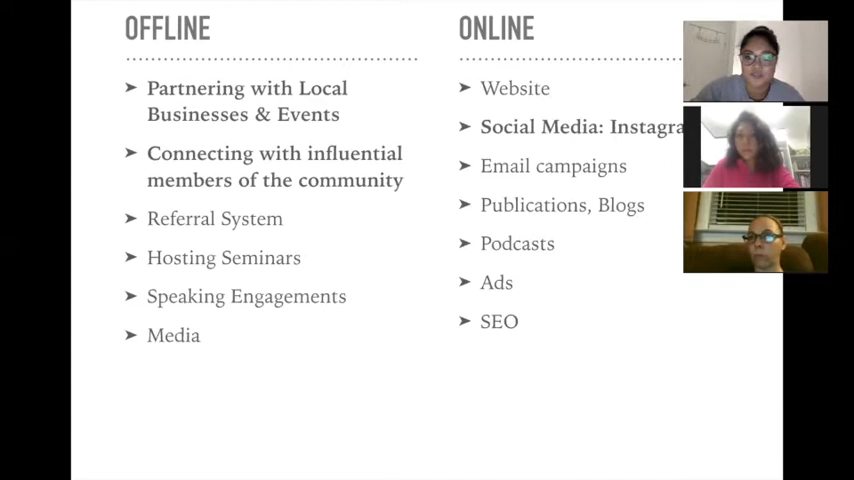 OFFLINE
Partnering with Local
Businesses & Events
Connecting with influential
members of the community
Referral System
Hosting Seminars
Speaking Engagements
Media
ONLINE
Website
Social Media: Instagra
Email campaigns
Publications, Blogs
Podcasts
Ads
SEO